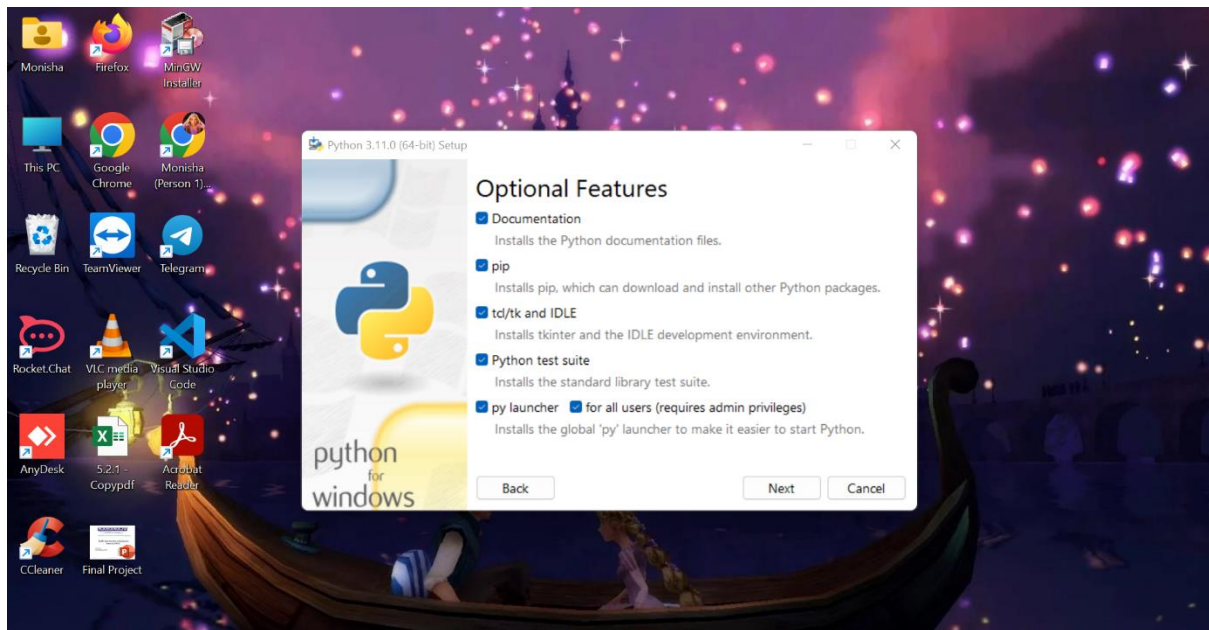 Monisha
Firefox
MinGW
Installer
This PC
Google
Chrome
Monisha
(Person 1)...
Recycle Bin
TeamViewer
Telegram
Rocket.Chat
VLC media
player
Visual Studio
Code
AnyDesk
5.2.1 -
Copypdf
Acrobat
Reader
CCleaner
Final Project
Python 3.11.0 (64-bit) Setup
Optional Features
Documentation
Installs the Python documentation files.
pip
Installs pip, which can download and install other Python packages.
td/tk and IDLE
Installs tkinter and the IDLE development environment.
Python test suite
Installs the standard library test suite.
py launcher for all users (requires admin privileges)
Installs the global 'py' launcher to make it easier to start Python.
python
for
windows
Back Next Cancel